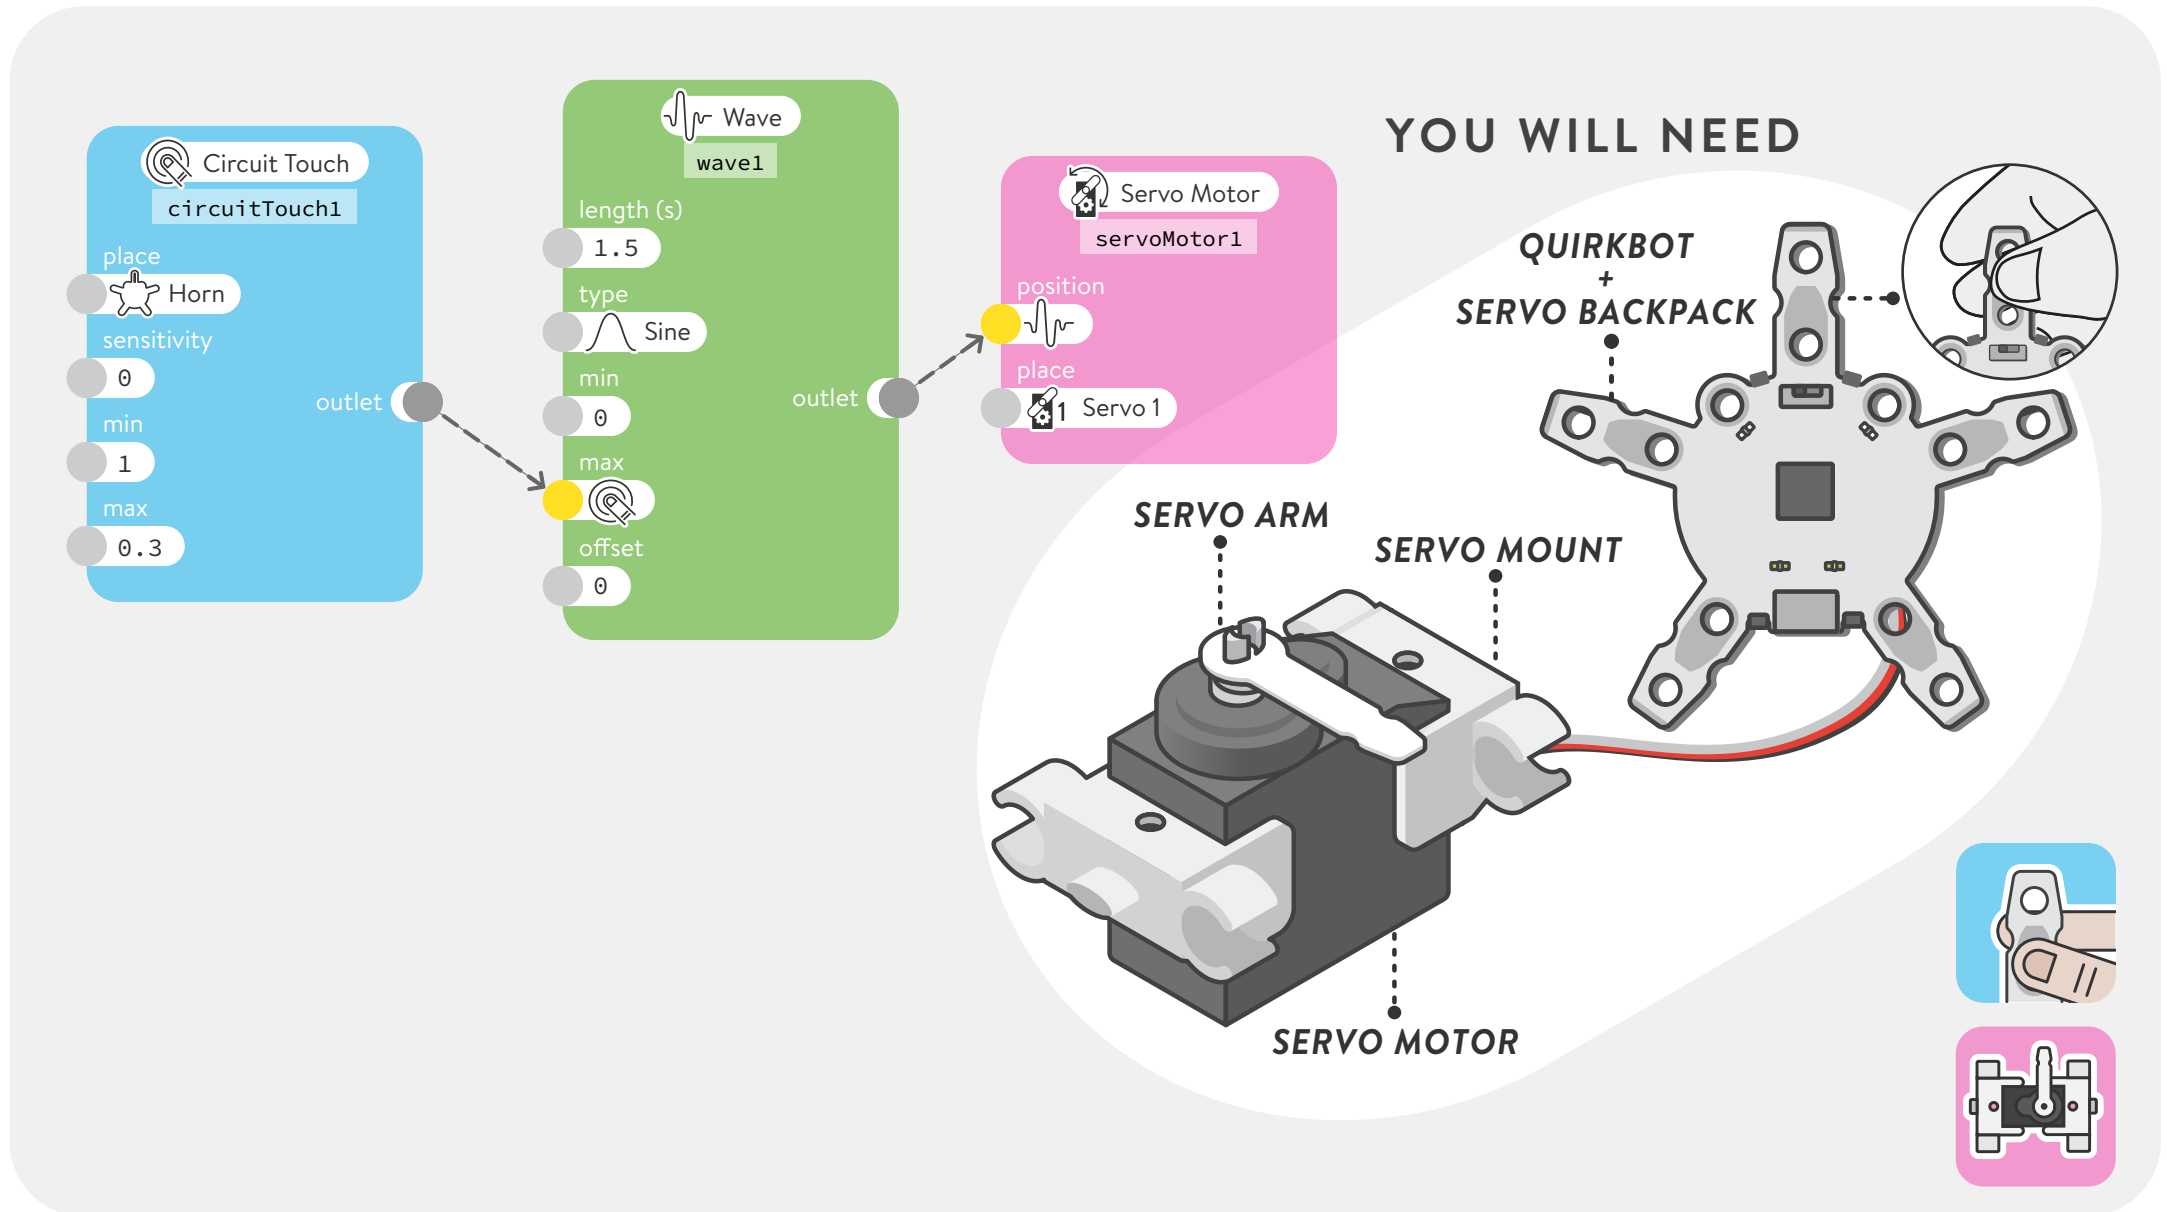 Circuit Touch
circuitTouch1
place
Horn
sensitivity
0
min
1
max
0.3
outlet
Wave
wave1
length (s)
1.5
type
Sine
min
0
max
offset
0
outlet
Servo Motor
servoMotor1
position
place
1 Servo 1
YOU WILL NEED
QUIRKBOT
+
SERVO BACKPACK
SERVO ARM
SERVO MOUNT
SERVO MOTOR